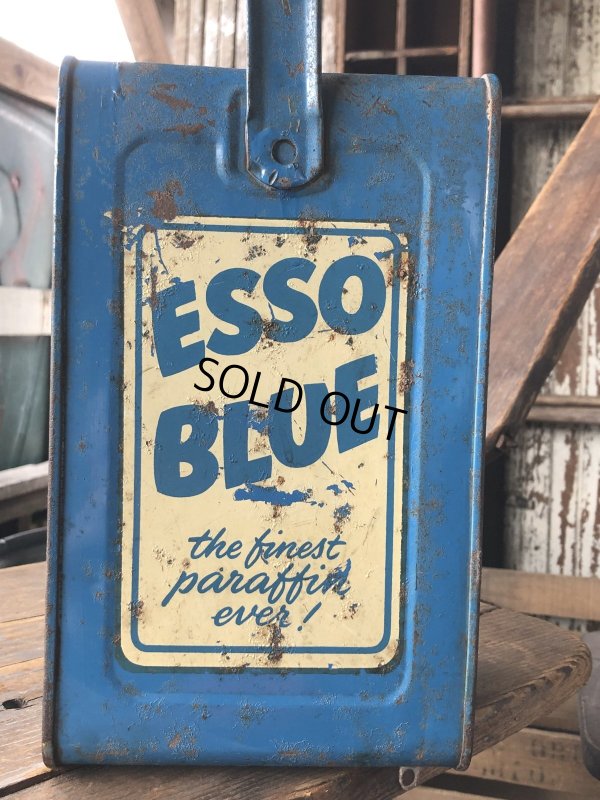 ESSO
BLUE
SOLD OUT
the finest
paraffin
ever!